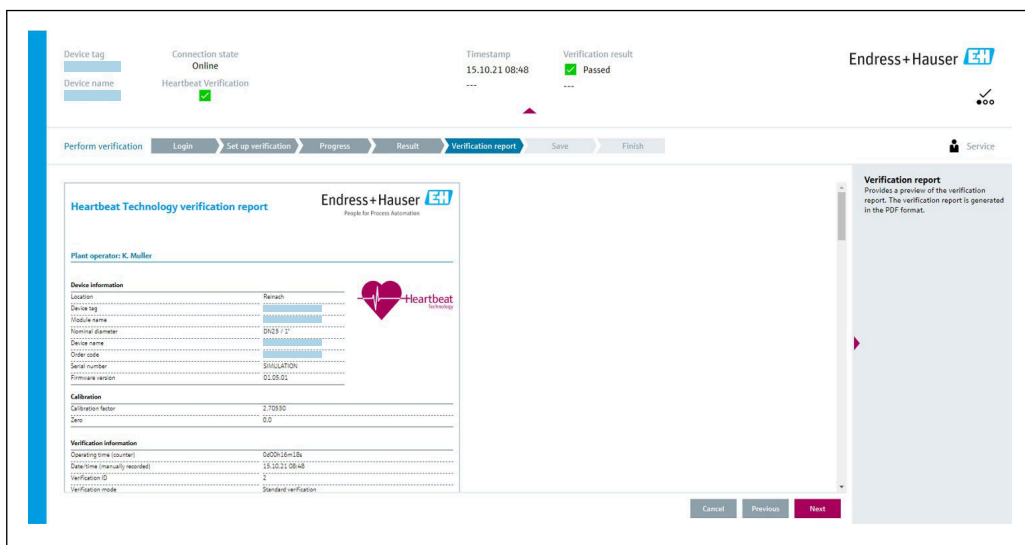 Device tag
Connection state
Online
Device name
Heartbeat Verification
Timestamp
15.10.21 08:48
---
Verification result
Passed
---
Endress+Hauser EH
Perform verification
Login
Set up verification
Progress
Result
Verification report
Save
Finish
Service
Heartbeat Technology verification report
Endress+Hauser EH
People for Process Automation
Plant operator: K. Muller
Device information
Location Reinach
Device tag
Module name
Nominal diameter DN25 / 1"
Device name
Order code
Serial number SIMULATION
Firmware version 01.05.01
Heartbeat
Technology
Calibration
Calibration factor 2.70930
Zero 0.0
Verification information
Operating time (counter) 0d00h16m18s
Date/time (manually recorded) 15.10.21 08:48
Verification ID 2
Verification mode Standard verification
Verification report
Provides a preview of the verification
report. The verification report is generated
in the PDF format.
Cancel
Previous
Next